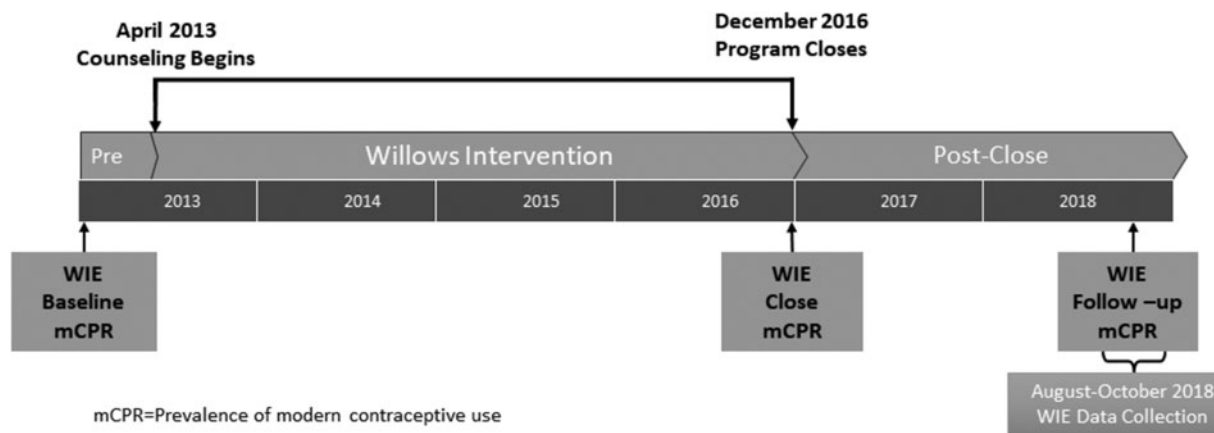 April 2013
Counseling Begins
December 2016
Program Closes
Pre
Willows Intervention
Post-Close
2013
2014
2015
2016
2017
2018
WIE
Baseline
mCPR
WIE
Close
mCPR
WIE
Follow –up
mCPR
August-October 2018
WIE Data Collection
mCPR=Prevalence of modern contraceptive use